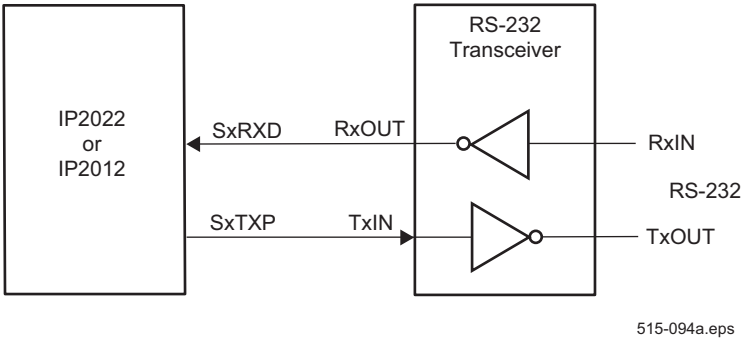 RS-232
Transceiver
IP2022
or
IP2012
SxRXD
RxOUT
RxIN
RS-232
SxTXP
TxIN
TxOUT
515-094a.eps